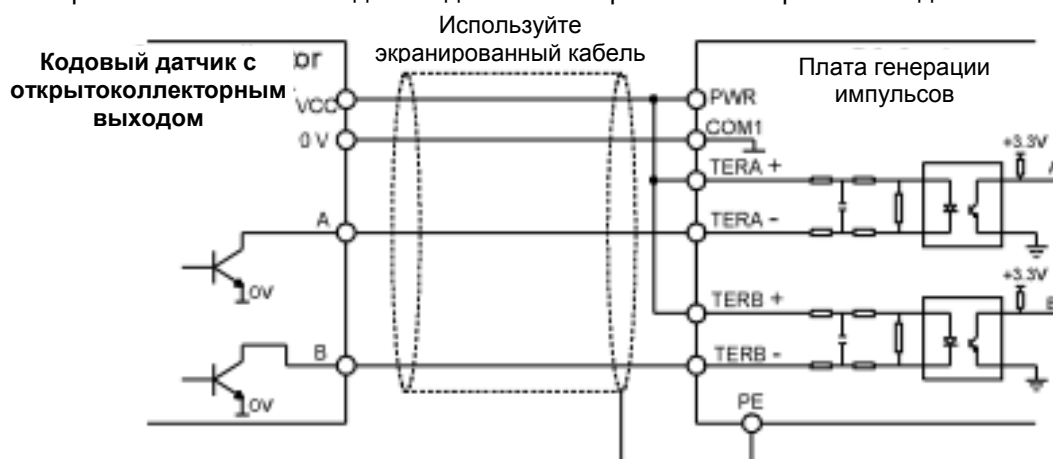 Используйте
экранированный кабель
Кодовый датчик с
открытоколлекторным
выходом
Плата генерации
импульсов
VCC
0 V
A
0V
B
0V
PWR
COM1
TERA +
TERA -
+3.3V
A
TERB +
TERB -
+3.3V
B
PE